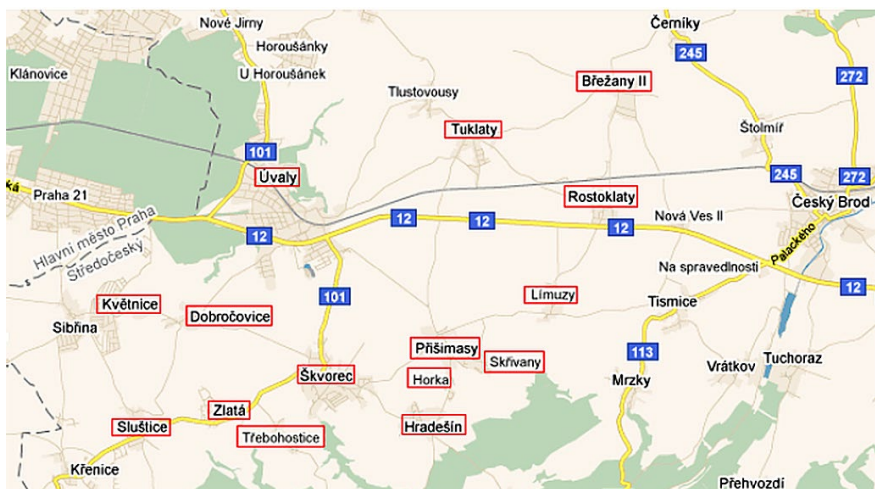 Nové Jirny
Černíky
Horoušánky
245
Klánovice
U Horoušánek
272
Břežany II
Tlustovousy
Tuklaty
Štolmíř
101
Úvaly
245
272
ká
Praha 21
Rostoklaty
Český Brod
Hlavní město Praha
Středočeský
12
12
12
12
Nová Ves II
Palackého
Na spravedlnosti
12
101
Květnice
Límuzy
Tismice
Dobročovice
Sibřina
Přišimasy
113
Skřivany
Vrátkov
Tuchoraz
Škvorec
Horka
Mrzky
Zlatá
Sluštice
Hradešín
Třebohostice
Křenice
Přehvozdí